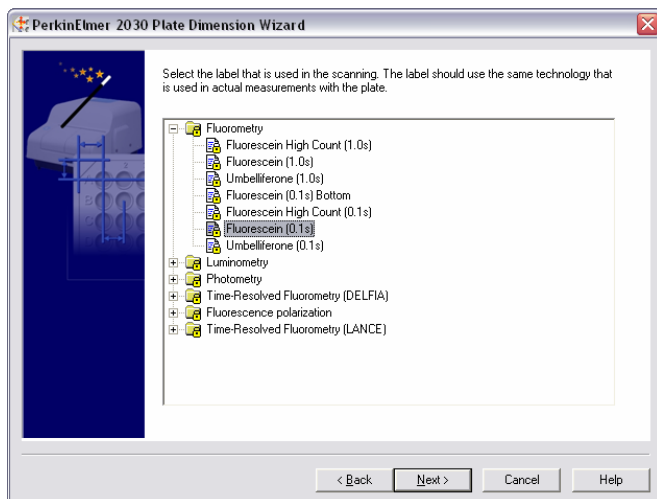 PerkinElmer 2030 Plate Dimension Wizard
Select the label that is used in the scanning. The label should use the same technology that
is used in actual measurements with the plate.
Fluorometry
Fluorescein High Count (1.0s)
Fluorescein (1.0s)
Umbelliferone (1.0s)
Fluorescein (0.1s) Bottom
Fluorescein High Count (0.1s)
Fluorescein (0.1s)
Umbelliferone (0.1s)
Luminometry
Photometry
Time-Resolved Fluorometry (DELFIA)
Fluorescence polarization
Time-Resolved Fluorometry (LANCE)
< Back
Next >
Cancel
Help